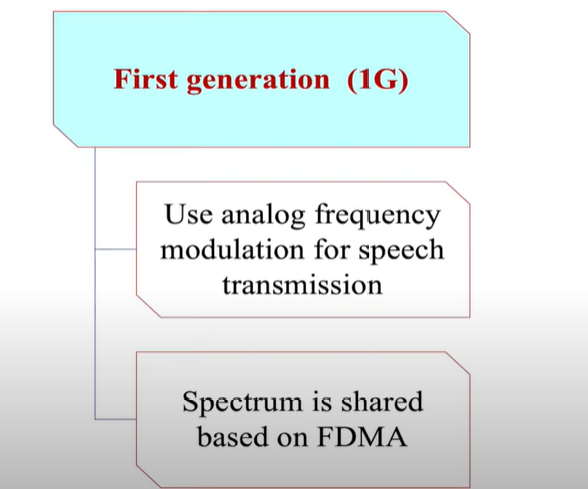 First generation (1G)
Use analog frequency
modulation for speech
transmission
Spectrum is shared
based on FDMA